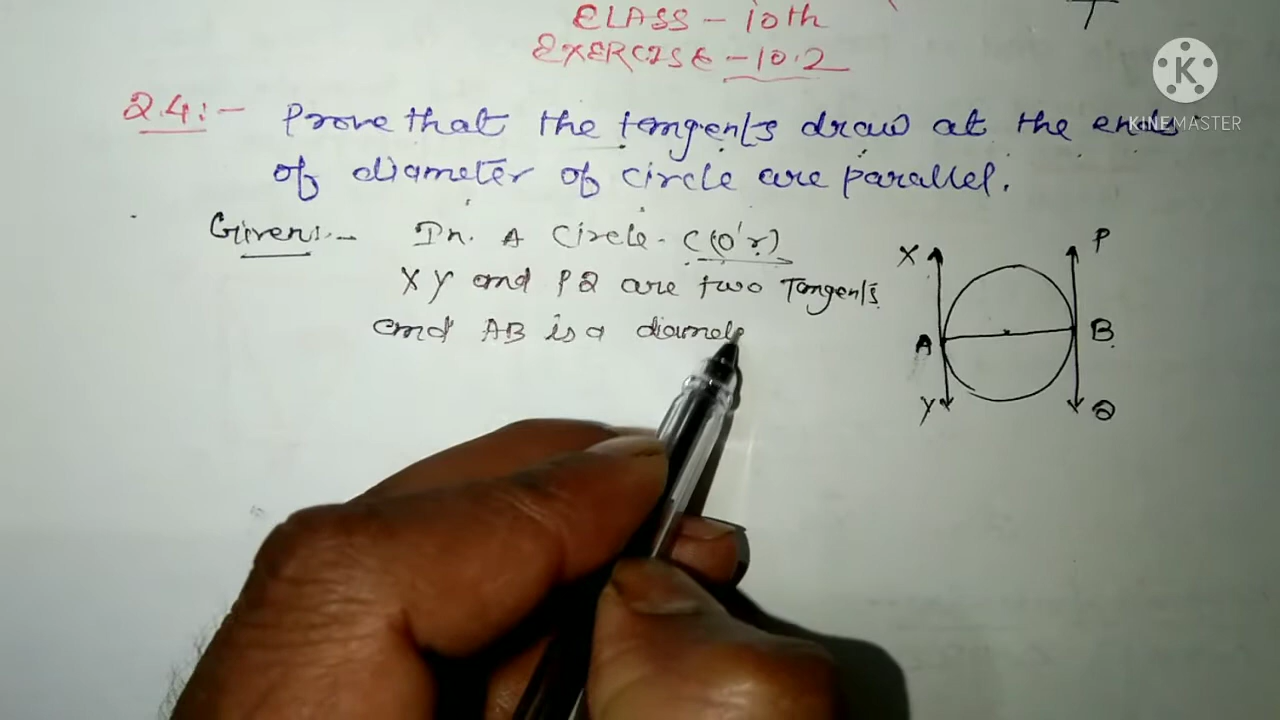 CLASS - 10th
EXERCISE - 10.2
Q.4:- Prove that the tangents draw at the ends
of diameter of circle are parallel.
Given:- In. A Circle. C(O'r)
XY and PQ are two Tangents
and AB is a diamete
X
P
A
B
Y
Q
K
KINEMASTER